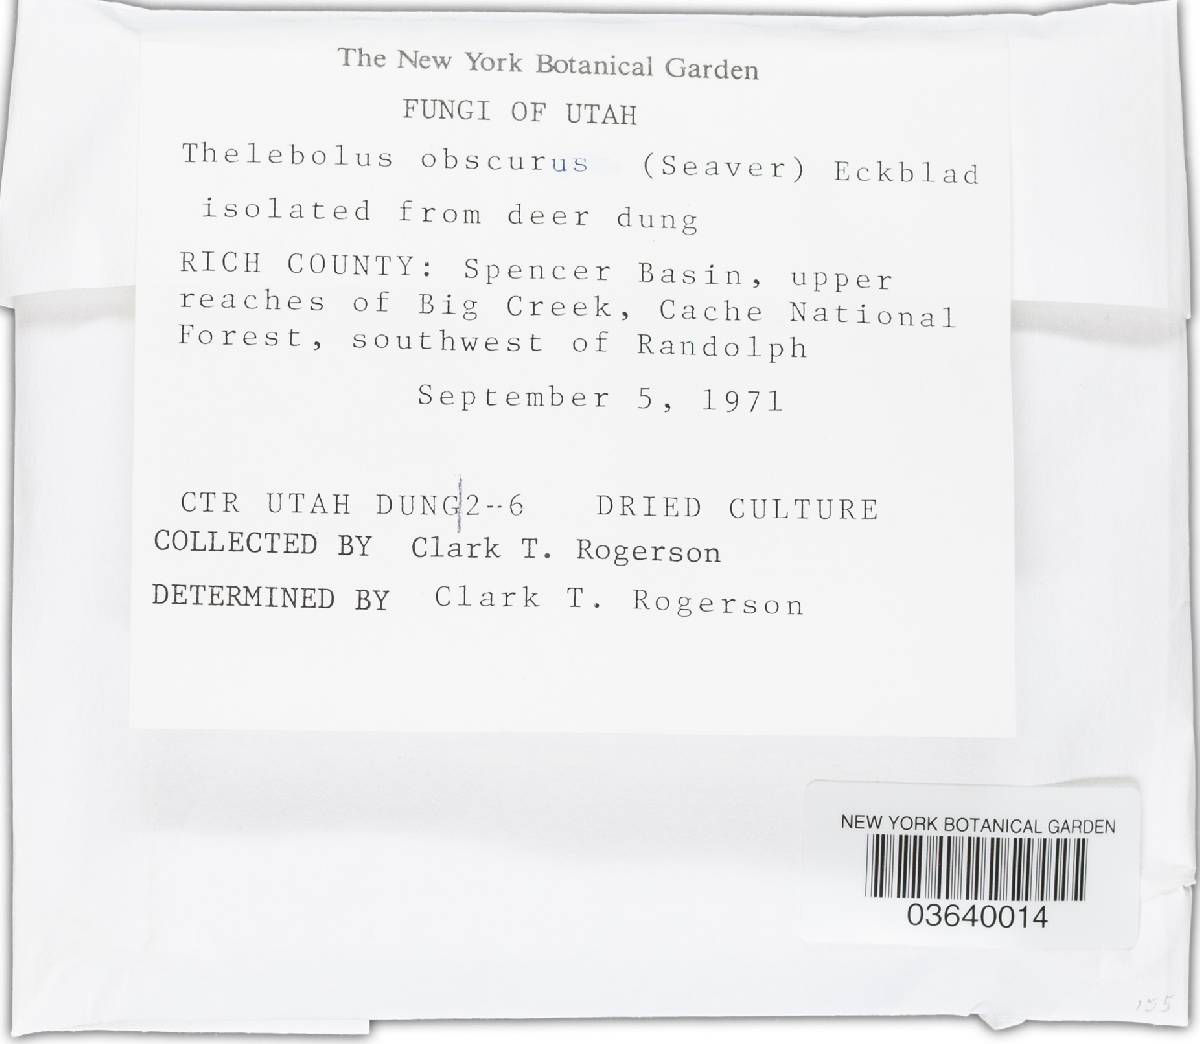 The New York Botanical Garden
FUNGI OF UTAH
Thelebolus obscurus (Seaver) Eckblad
isolated from deer dung
RICH COUNTY: Spencer Basin, upper
reaches of Big Creek, Cache National
Forest, southwest of Randolph
September 5, 1971
CTR UTAH DUNG 2--6 DRIED CULTURE
COLLECTED BY Clark T. Rogerson
DETERMINED BY Clark T. Rogerson
NEW YORK BOTANICAL GARDEN
03640014